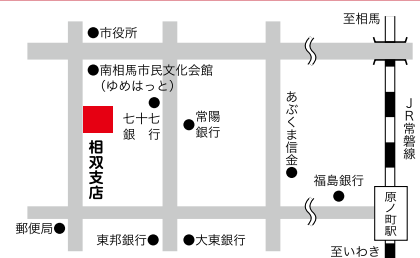 至相馬
市役所
南相馬市民文化会館
（ゆめはっと）
七十七
銀　行
常陽
銀行
あぶくま信金
JR常磐線
相双支店
福島銀行
原ノ町駅
郵便局
東邦銀行
大東銀行
至いわき